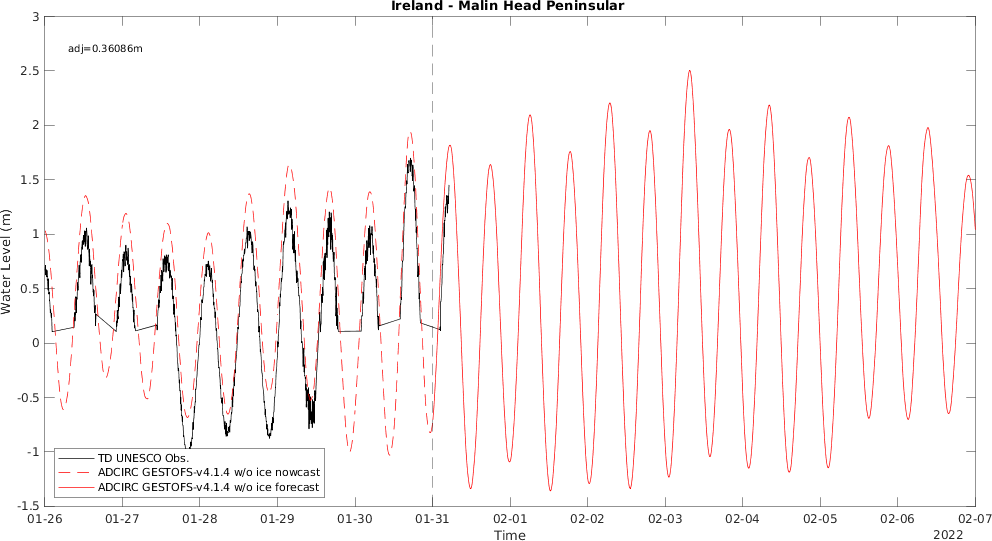 Ireland - Malin Head Peninsular
adj=0.36086m
Water Level (m)
3
2.5
2
1.5
1
0.5
0
-0.5
-1
-1.5
TD UNESCO Obs.
ADCIRC GESTOFS-v4.1.4 w/o ice nowcast
ADCIRC GESTOFS-v4.1.4 w/o ice forecast
01-26 01-27 01-28 01-29 01-30 01-31 02-01 02-02 02-03 02-04 02-05 02-06 02-07
Time
2022